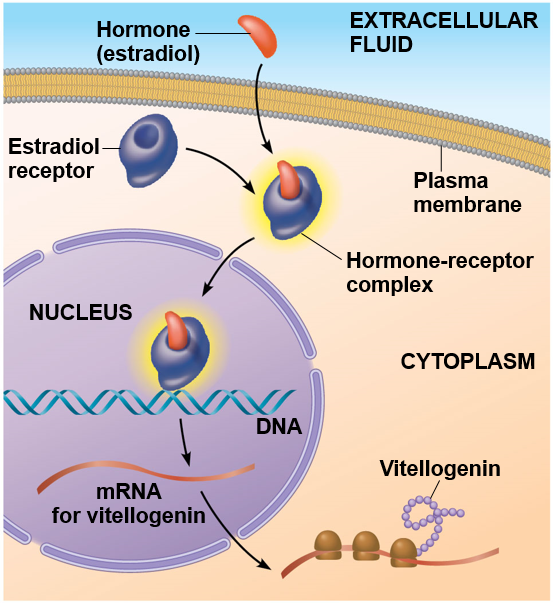 Hormone
(estradiol)
EXTRACELLULAR
FLUID
Estradiol
receptor
Plasma
membrane
Hormone-receptor
complex
NUCLEUS
CYTOPLASM
DNA
mRNA
for vitellogenin
Vitellogenin